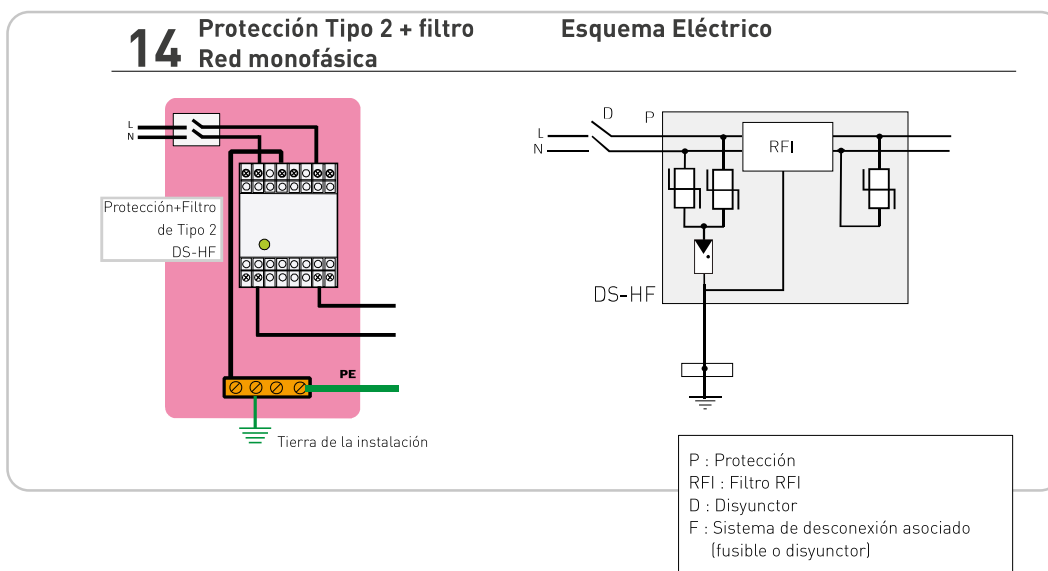 14
Protección Tipo 2 + filtro
Red monofásica
Esquema Eléctrico
L
N
Protección+Filtro
de Tipo 2
DS-HF
PE
Tierra de la instalación
D
P
L
N
RFI
DS-HF
P : Protección
RFI : Filtro RFI
D : Disyunctor
F : Sistema de desconexión asociado
(fusible o disyunctor)